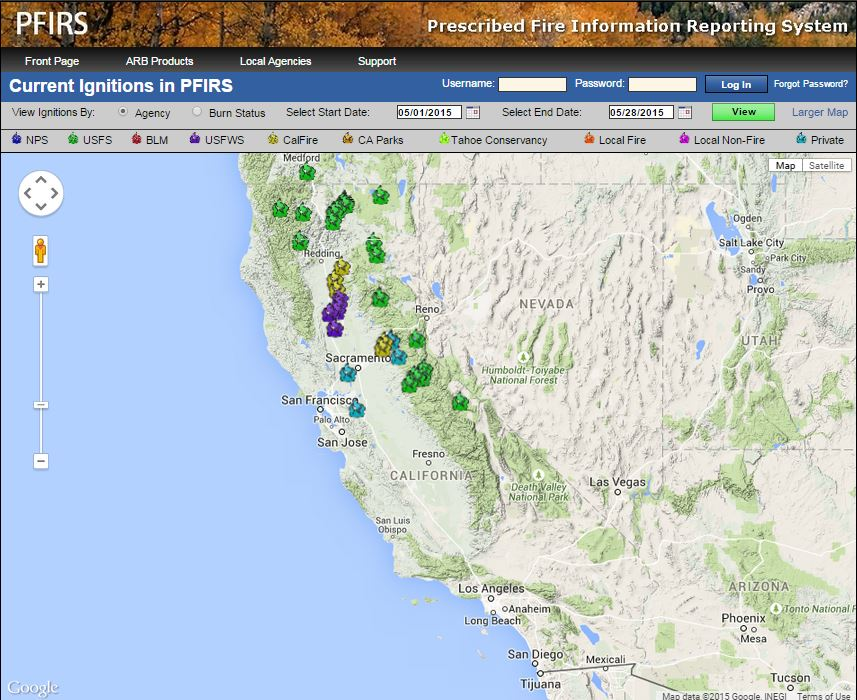 PFIRS
Prescribed Fire Information Reporting System
Front Page ARB Products Local Agencies Support
Current Ignitions in PFIRS Username: Password: Log In Forgot Password?
View Ignitions By: Agency Burn Status Select Start Date: 05/01/2015 Select End Date: 05/28/2015 View Larger Map
NPS USFS BLM USFWS CalFire CA Parks Tahoe Conservancy Local Fire Local Non-Fire Private
Medford
Map Satellite
Ogden
Salt Lake City
Park City
Sandy
Provo
Redding
NEVADA
Reno
UTAH
Sacramento
Humboldt-Toiyabe
National Forest
San Francisc
Palo Alto
San Jose
Fresno
CALIFORNIA
Las Vegas
Death Valley
National Park
San Luis
Obispo
Los Angeles
Anaheim
Long Beach
ARIZONA
Tonto National F
Phoenix
Mesa
San Diego
Mexicali
Tijuana
Tucson
Google
Map data ©2015 Google, INEGI Terms of Use